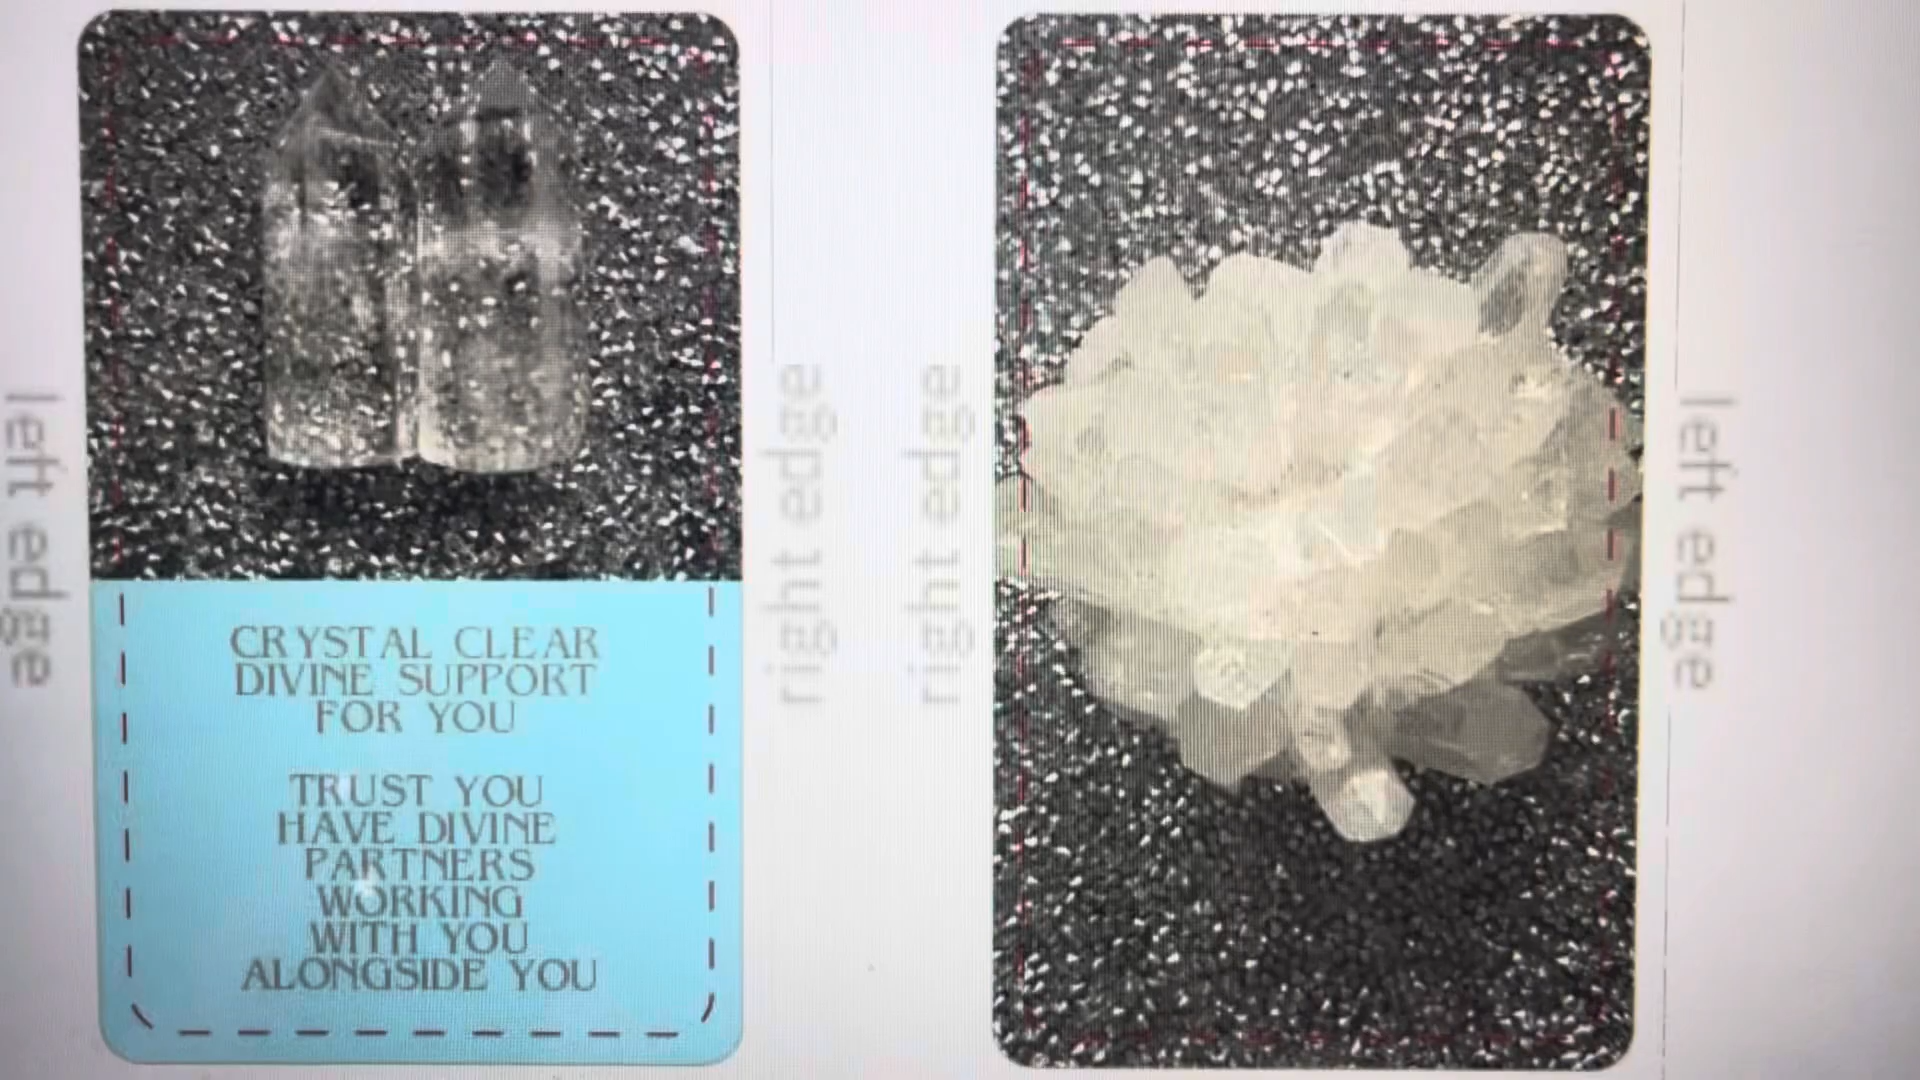 left edge
CRYSTAL CLEAR
DIVINE SUPPORT
FOR YOU
TRUST YOU
HAVE DIVINE
PARTNERS
WORKING
WITH YOU
ALONGSIDE YOU
right edge
right edge
left edge